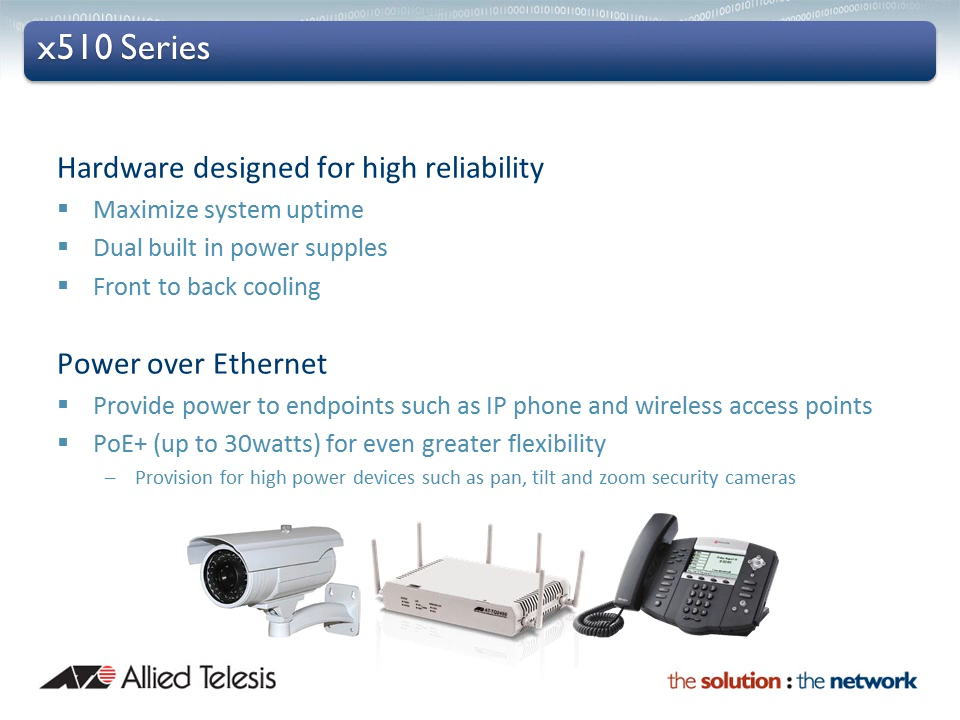 x510 Series
Hardware designed for high reliability
▪ Maximize system uptime
▪ Dual built in power supples
▪ Front to back cooling
Power over Ethernet
▪ Provide power to endpoints such as IP phone and wireless access points
▪ PoE+ (up to 30watts) for even greater flexibility
– Provision for high power devices such as pan, tilt and zoom security cameras
AT-TQ2450
Allied Telesis
the solution : the network